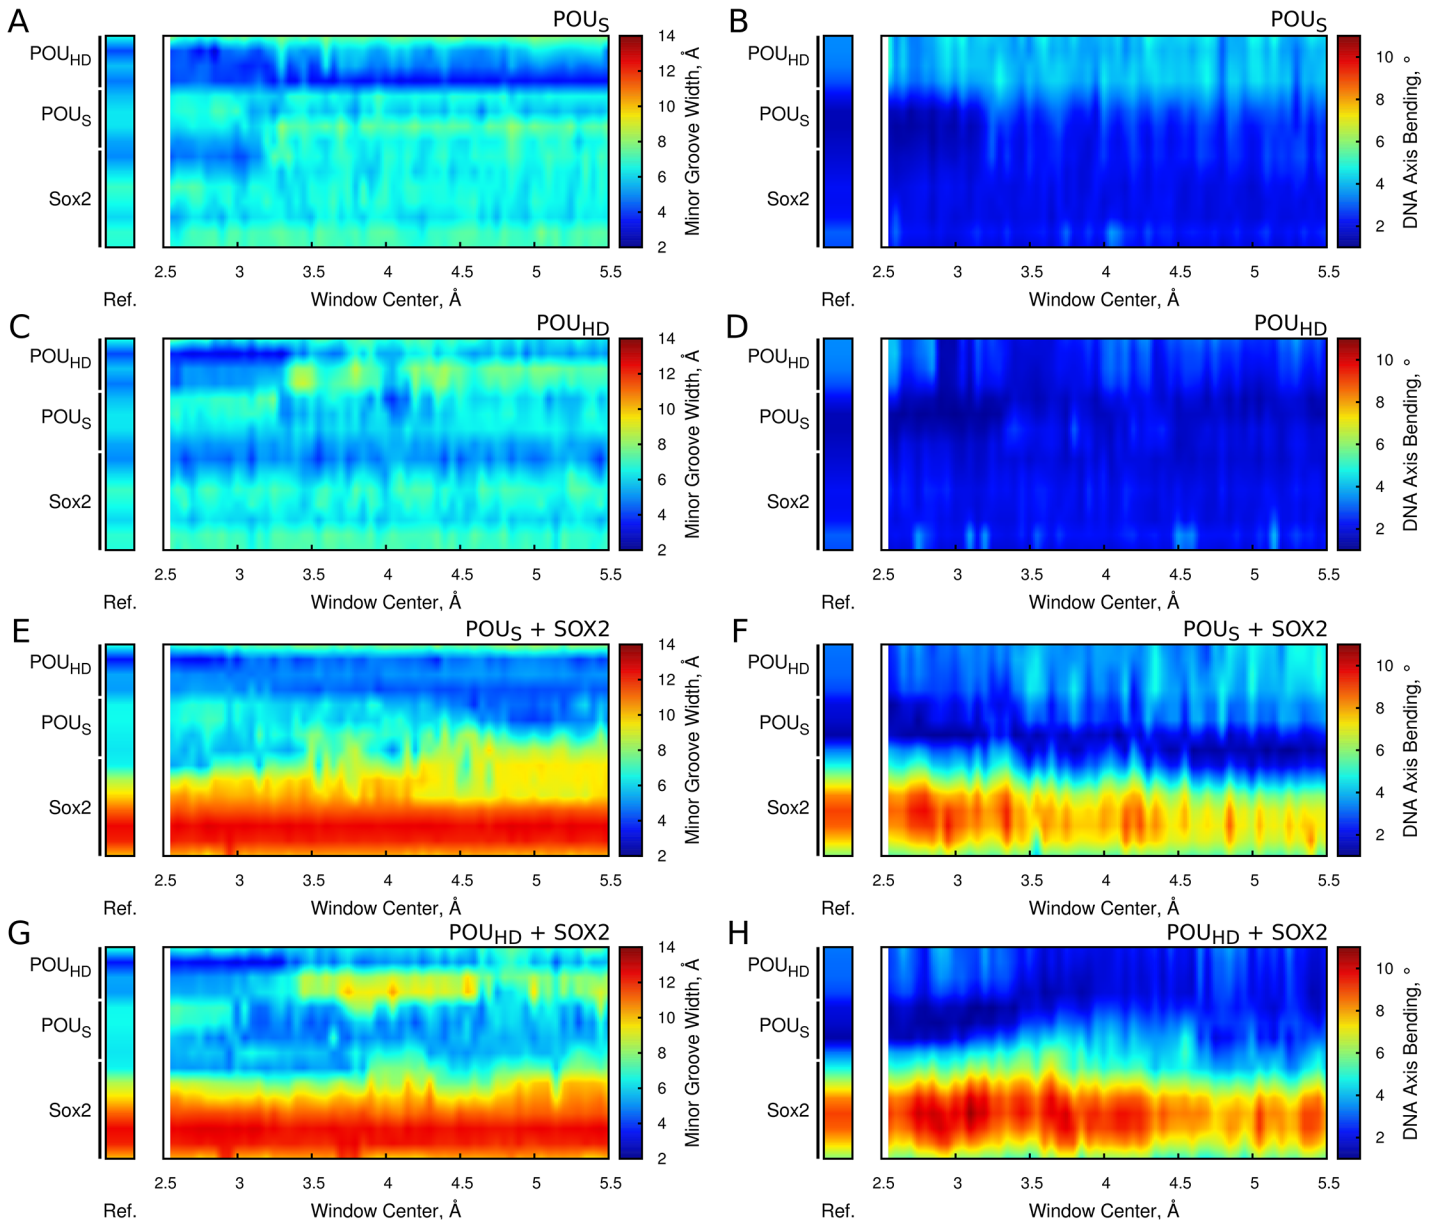 A POUS B POUS
POUHD POUS Sox2 14 12 10 8 6 4 2 Minor Groove Width, Å POUHD POUS Sox2 10 8 6 4 2 DNA Axis Bending, °
2.5 3 3.5 4 4.5 5 5.5 2.5 3 3.5 4 4.5 5 5.5
Ref. Window Center, Å Ref. Window Center, Å
C POUHD D POUHD
POUHD POUS Sox2 14 12 10 8 6 4 2 Minor Groove Width, Å POUHD POUS Sox2 10 8 6 4 2 DNA Axis Bending, °
2.5 3 3.5 4 4.5 5 5.5 2.5 3 3.5 4 4.5 5 5.5
Ref. Window Center, Å Ref. Window Center, Å
E POUS + SOX2 F POUS + SOX2
POUHD POUS Sox2 14 12 10 8 6 4 2 Minor Groove Width, Å POUHD POUS Sox2 10 8 6 4 2 DNA Axis Bending, °
2.5 3 3.5 4 4.5 5 5.5 2.5 3 3.5 4 4.5 5 5.5
Ref. Window Center, Å Ref. Window Center, Å
G POUHD + SOX2 H POUHD + SOX2
POUHD POUS Sox2 14 12 10 8 6 4 2 Minor Groove Width, Å POUHD POUS Sox2 10 8 6 4 2 DNA Axis Bending, °
2.5 3 3.5 4 4.5 5 5.5 2.5 3 3.5 4 4.5 5 5.5
Ref. Window Center, Å Ref. Window Center, Å